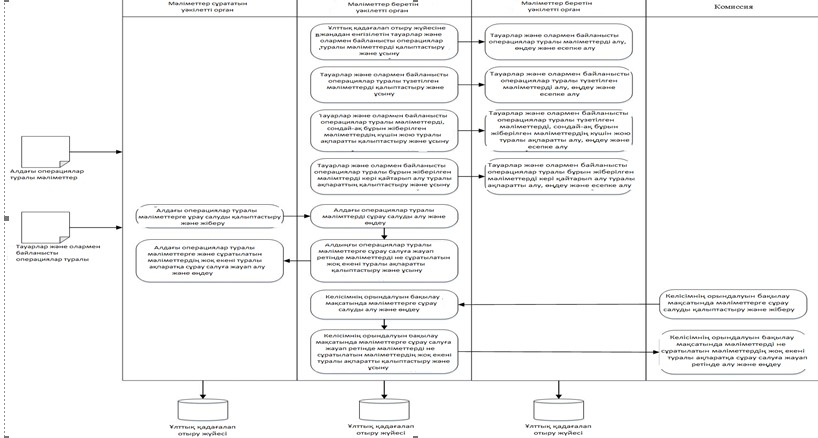 Мәліметтер сұрататын
уәкілетті орган
Мәліметтер беретін
уәкілетті орган
Мәліметтер беретін
уәкілетті орган
Комиссия
Ұлттық қадағалап отыру жүйесіне
жаңадан енгізілетін тауарлар және
олармен байланысты операциялар
туралы мәліметтерді қалыптастыру
және ұсыну
Тауарлар және олармен байланысты
операциялар туралы мәліметтерді алу,
өңдеу және есепке алу
Тауарлар және олармен байланысты
операциялар туралы түзетілген
мәліметтерді қалыптастыру және
ұсыну
Тауарлар және олармен байланысты
операциялар туралы түзетілген
мәліметтерді алу, өңдеу және
есепке алу
Тауарлар және олармен байланысты
операциялар туралы мәліметтерді,
сондай-ақ бұрын жіберілген
мәліметтердің күшін жою туралы
ақпаратты қалыптастыру және ұсыну
Тауарлар және олармен байланысты
операциялар туралы түзетілген
мәліметтерді, сондай-ақ бұрын
жіберілген мәліметтердің күшін жою
туралы ақпаратты алу, өңдеу және
есепке алу
Тауарлар және олармен байланысты
операциялар туралы бұрын жіберілген
мәліметтерді кері қайтарып алу туралы
ақпараттың қалыптастыру және ұсыну
Тауарлар және олармен байланысты
операциялар туралы бұрын жіберілген
мәліметтерді кері қайтарып алу туралы
ақпаратты алу, өңдеу және есепке алу
Алдағы операциялар
туралы мәліметтер
Алдағы операциялар туралы
мәліметтерге ұрау салуды қалыптастыру
және жіберу
Алдағы операциялар туралы
мәліметтерді сұрау салуды алу және
өңдеу
Тауарлар және олармен
байланысты
операциялар туралы
Алдағы операциялар туралы
мәліметтерге және сұратылатын
мәліметтердің жоқ екені туралы
ақпаратқа сұрау салуға жауап алу
және өңдеу
Алдыңғы операциялар туралы
мәліметтерге сұрау салуға жауап
ретінде мәліметтерді не
жоқ екені туралы ақпаратты
қалыптастыру және ұсыну
Келісімнің орындалуын бақылау
мақсатында мәліметтерге сұрау
салуды алу және өңдеу
Келісімнің орындалуын бақылау
мақсатында мәліметтерге сұрау
салуды қалыптастыру және жіберу
Келісімнің орындалуын бақылау
мақсатында мәліметтерге сұрау салуға
жауап ретінде мәліметтерді не
сұратылатын мәліметтердің жоқ екені
туралы ақпаратты қалыптастыру және
ұсыну
Келісімнің орындалуын бақылау
мақсатында мәліметтерді не
сұратылатын мәліметтердің жоқ екені
туралы ақпаратқа сұрау салуға жауап
ретінде алу және өңдеу
Ұлттық қадағалап
отыру жүйесі
Ұлттық қадағалап
отыру жүйесі
Ұлттық қадағалап
отыру жүйесі